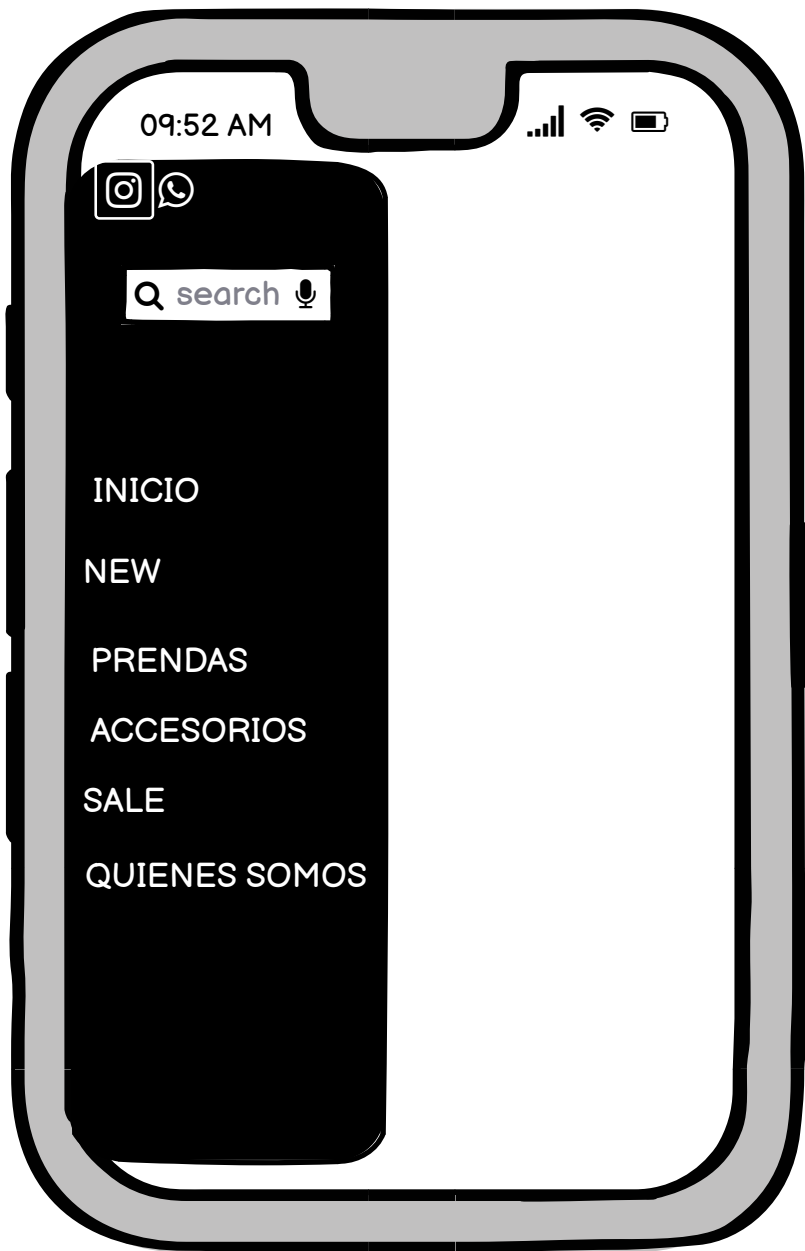 09:52 AM
search
INICIO
NEW
PRENDAS
ACCESORIOS
SALE
QUIENES SOMOS